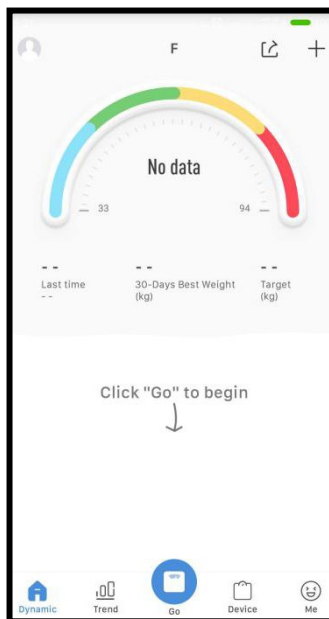 F
No data
33
94
-- -- --
Last time 30-Days Best Weight Target
-- (kg) (kg)
Click "Go" to begin
Dynamic Trend Go Device Me